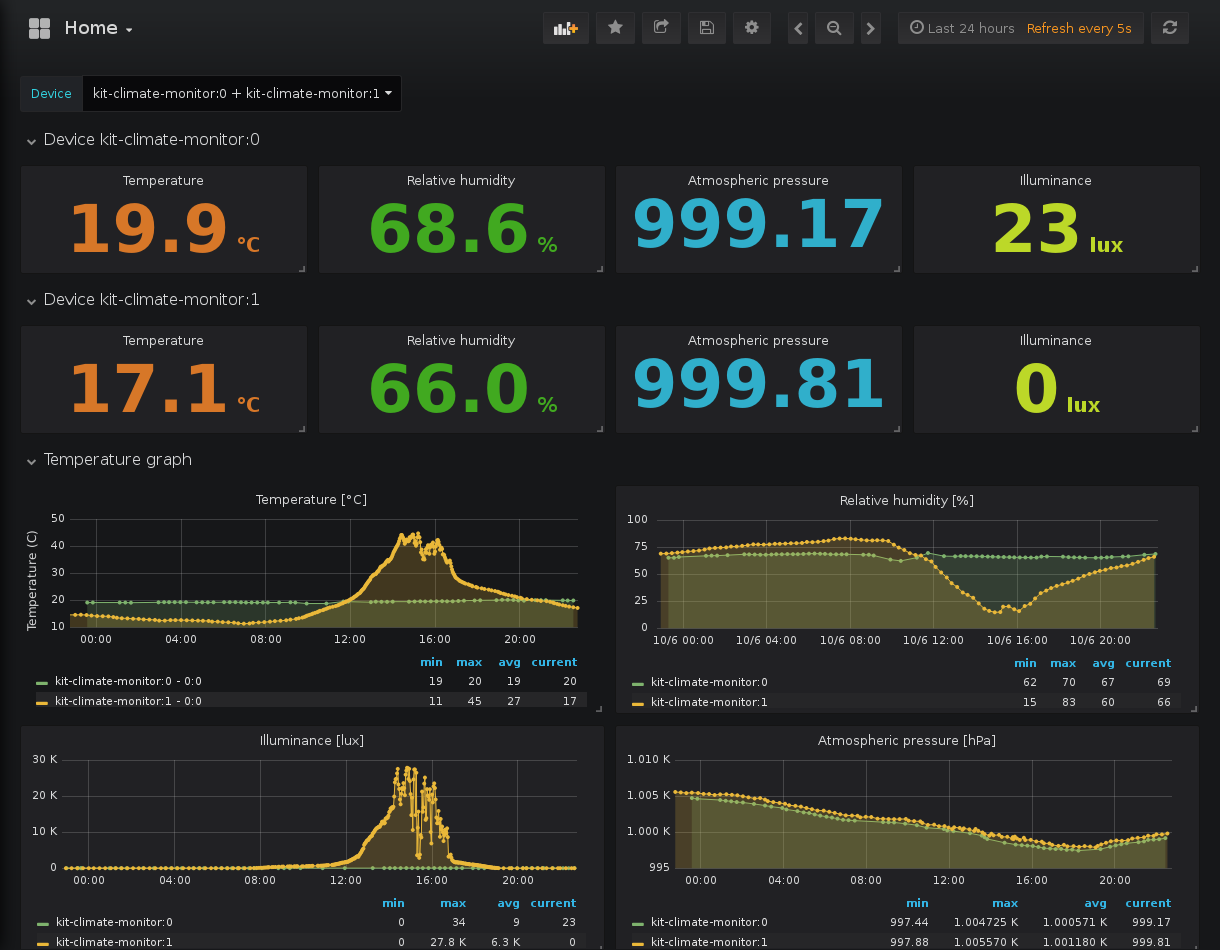 Home
Last 24 hours Refresh every 5s
Device kit-climate-monitor:0 + kit-climate-monitor:1
Device kit-climate-monitor:0
Temperature Relative humidity Atmospheric pressure Illuminance
19.9 °C 68.6 % 999.17 23 lux
Device kit-climate-monitor:1
Temperature Relative humidity Atmospheric pressure Illuminance
17.1 °C 66.0 % 999.81 0 lux
Temperature graph
Temperature [°C]
Temperature (C)
50
40
30
20
10
00:00 04:00 08:00 12:00 16:00 20:00
min max avg current
kit-climate-monitor:0 - 0:0 19 20 19 20
kit-climate-monitor:1 - 0:0 11 45 27 17
Relative humidity [%]
100
75
50
25
0
10/6 00:00 10/6 04:00 10/6 08:00 10/6 12:00 10/6 16:00 10/6 20:00
min max avg current
kit-climate-monitor:0 62 70 67 69
kit-climate-monitor:1 15 83 60 66
Illuminance [lux]
30 K
20 K
10 K
0
00:00 04:00 08:00 12:00 16:00 20:00
min max avg current
kit-climate-monitor:0 0 34 9 23
kit-climate-monitor:1 0 27.8 K 6.3 K 0
Atmospheric pressure [hPa]
1.010 K
1.005 K
1.000 K
995
00:00 04:00 08:00 12:00 16:00 20:00
min max avg current
kit-climate-monitor:0 997.44 1.004725 K 1.000571 K 999.17
kit-climate-monitor:1 997.88 1.005570 K 1.001180 K 999.81